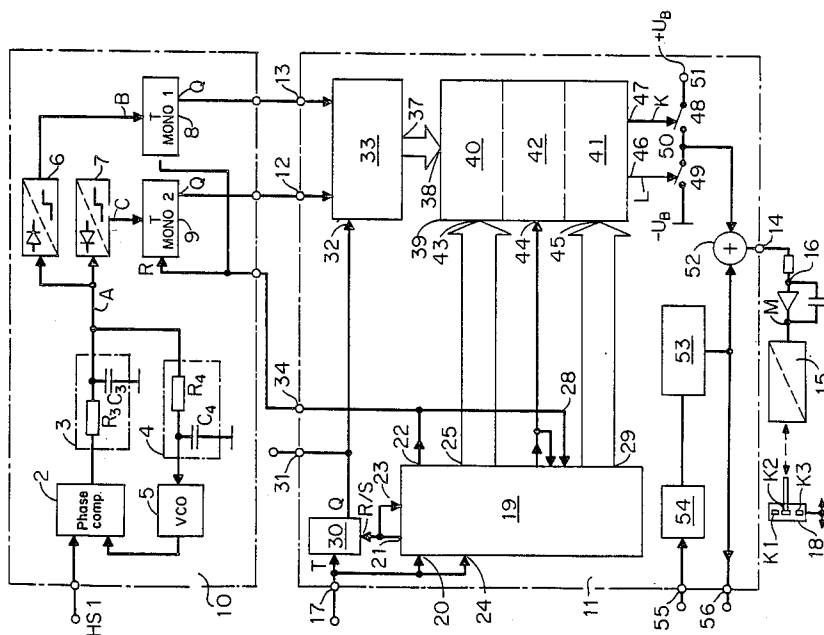 6
B
T
MONO 1
8
Q
13
7
C
T
MONO 2
9
Q
12
R
A
3
R3
C3
4
R4
C4
2
Phase comp.
5
VCO
HS1
10
34
31
32
33
37
38
39
40
42
41
43
44
45
47
K
46
L
+UB
51
48
50
49
-UB
52
14
16
M
15
53
54
55
56
K1
K2
K3
18
22
25
28
29
23
19
21
R/S
Q
30
T
17
20
24
11